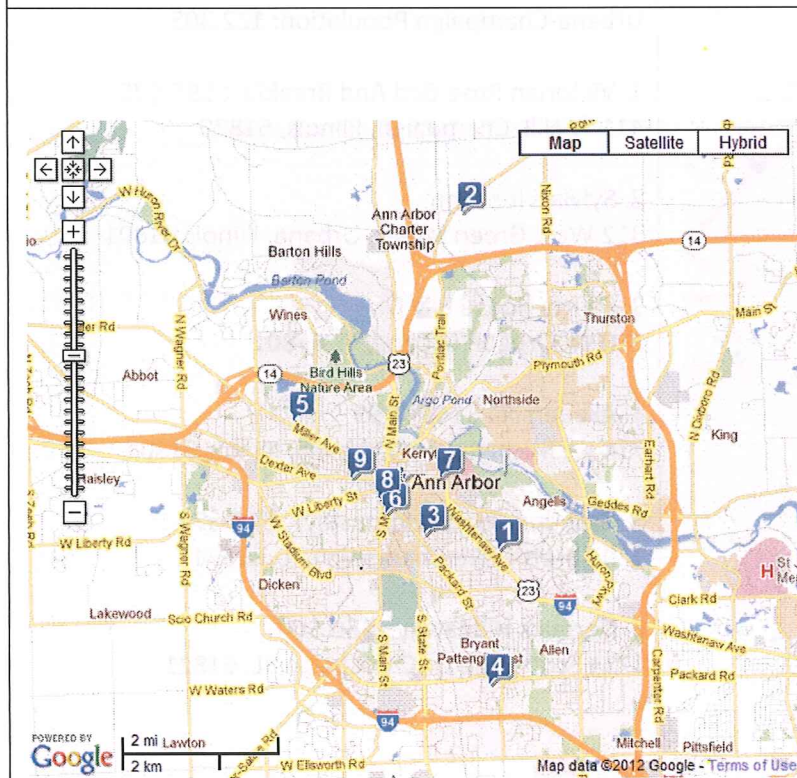 Map Satellite Hybrid
W Huron River Dr
Nixon Rd
2
Ann Arbor
Charter
Township
14
Barton Hills
Barton Pond
Wines
Thurston
Main St
N Wagner Rd
Pontiac Trail
23
Plymouth Rd
Abbot
14
Bird Hills
Nature Area
N Main St
Argo Pond
Northside
N Dixboro Rd
5
Miller Ave
Earhart Rd
King
Dexter Ave
9
7
8
Ann Arbor
6
W Liberty St
Angells
Geddes Rd
3
Washtenaw Ave
1
S Wagner Rd
94
W Liberty Rd
W Stadium Blvd
Huron Pkwy
H St
Dicken
Packard St
23
Clark Rd
Lakewood
Scio Church Rd
94
Washtenaw Ave
S Main St
S State St
Bryant
Allen
4
Carpenter Rd
Packard Rd
W Waters Rd
94
Mitchell
Pittsfield
POWERED BY
Google
2 mi
Lawton
2 km
W Ellsworth Rd
Map data ©2012 Google - Terms of Use